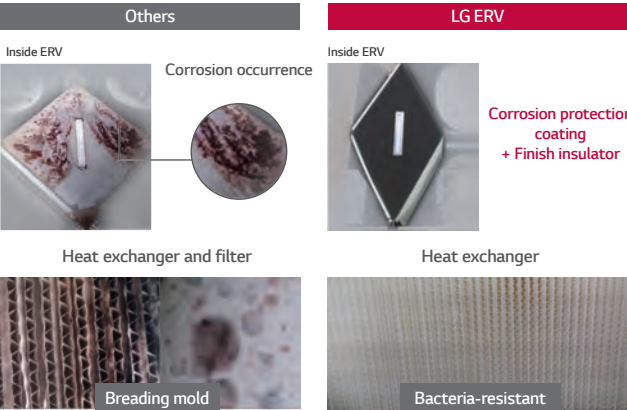 Others
Inside ERV
Corrosion occurrence
Heat exchanger and filter
Breading mold
LG ERV
Inside ERV
Corrosion protection
coating
+ Finish insulator
Heat exchanger
Bacteria-resistant